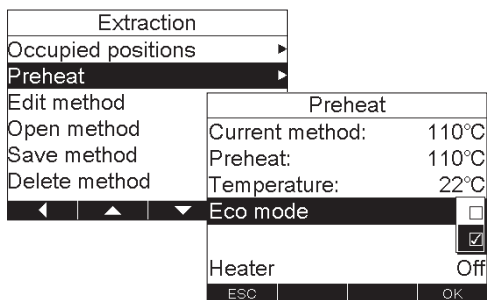 Extraction
Occupied positions
Preheat
Edit method
Open method
Save method
Delete method
Preheat
Current method: 110°C
Preheat: 110°C
Temperature: 22°C
Eco mode
Heater Off
ESC OK